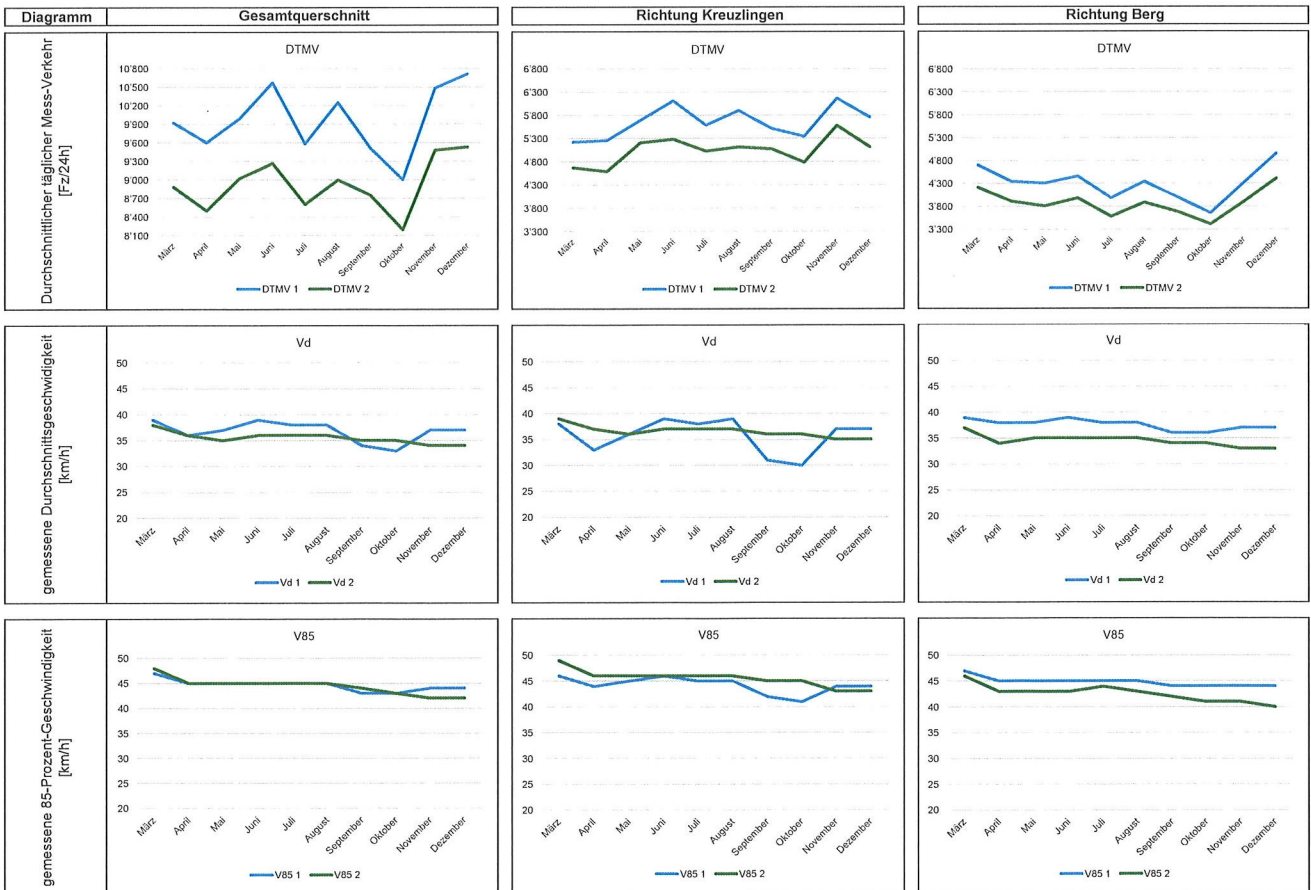 Diagramm
Gesamtquerschnitt
Richtung Kreuzlingen
Richtung Berg
Durchschnittlicher täglicher Mess-Verkehr
[Fz/24h]
DTMV
10'800
10'500
10'200
9'900
9'600
9'300
9'000
8'700
8'400
8'100
März
April
Mai
Juni
Juli
August
September
Oktober
November
Dezember
DTMV 1
DTMV 2
DTMV
6'800
6'300
5'800
5'300
4'800
4'300
3'800
3'300
März
April
Mai
Juni
Juli
August
September
Oktober
November
Dezember
DTMV 1
DTMV 2
DTMV
6'800
6'300
5'800
5'300
4'800
4'300
3'800
3'300
März
April
Mai
Juni
Juli
August
September
Oktober
November
Dezember
DTMV 1
DTMV 2
gemessene Durchschnittsgeschwidigkeit
[km/h]
Vd
50
45
40
35
30
25
20
März
April
Mai
Juni
Juli
August
September
Oktober
November
Dezember
Vd 1
Vd 2
Vd
50
45
40
35
30
25
20
März
April
Mai
Juni
Juli
August
September
Oktober
November
Dezember
Vd 1
Vd 2
Vd
50
45
40
35
30
25
20
März
April
Mai
Juni
Juli
August
September
Oktober
November
Dezember
Vd 1
Vd 2
gemessene 85-Prozent-Geschwindigkeit
[km/h]
V85
50
45
40
35
30
25
20
März
April
Mai
Juni
Juli
August
September
Oktober
November
Dezember
V85 1
V85 2
V85
50
45
40
35
30
25
20
März
April
Mai
Juni
Juli
August
September
Oktober
November
Dezember
V85 1
V85 2
V85
50
45
40
35
30
25
20
März
April
Mai
Juni
Juli
August
September
Oktober
November
Dezember
V85 1
V85 2